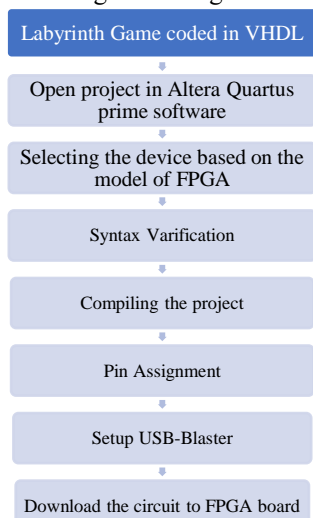 Labyrinth Game coded in VHDL
Open project in Altera Quartus
prime software
Selecting the device based on the
model of FPGA
Syntax Varification
Compiling the project
Pin Assignment
Setup USB-Blaster
Download the circuit to FPGA board